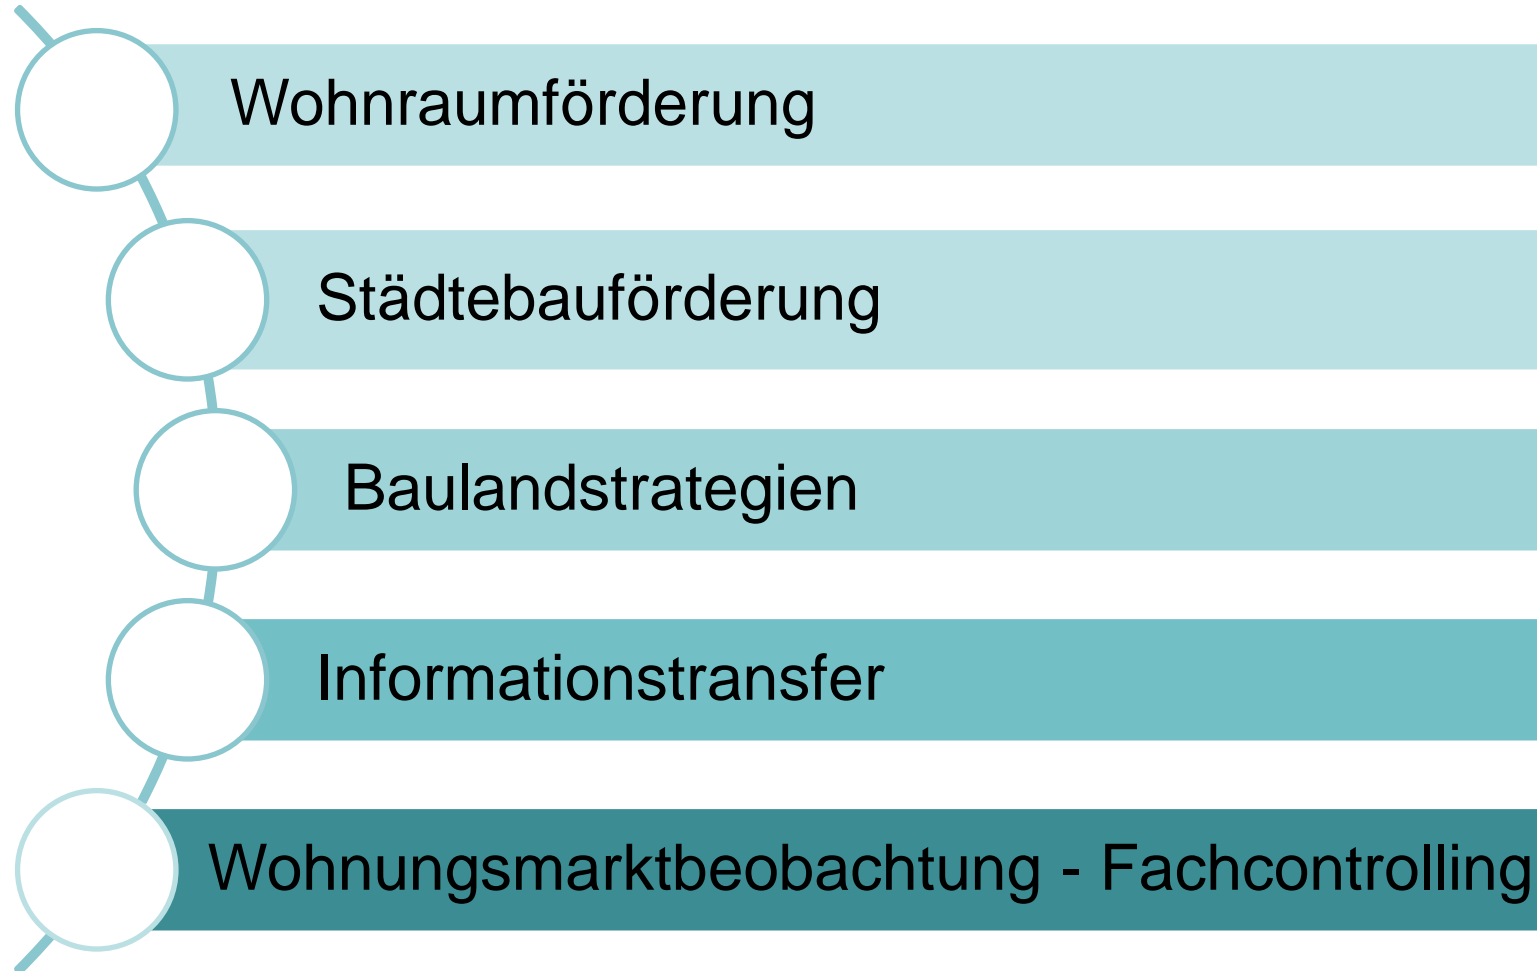 Wohnraumförderung
Städtebauförderung
Baulandstrategien
Informationstransfer
Wohnungsmarktbeobachtung - Fachcontrolling